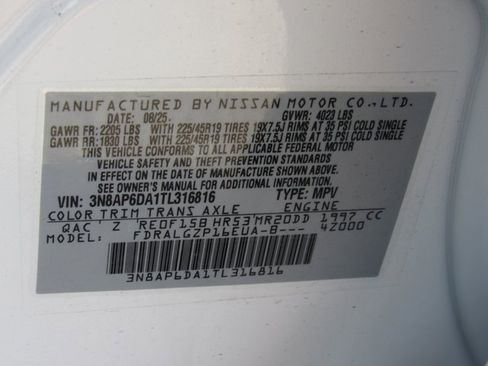 MANUFACTURED BY NISSAN MOTOR CO.,LTD.
DATE: 08/25. GVWR: 4023 LBS
GAWR FR: 2205 LBS WITH 225/45R19 TIRES 19X7.5J RIMS AT 35 PSI COLD SINGLE
GAWR RR: 1830 LBS WITH 225/45R19 TIRES 19X7.5J RIMS AT 35 PSI COLD SINGLE
THIS VEHICLE CONFORMS TO ALL APPLICABLE FEDERAL MOTOR
VEHICLE SAFETY AND THEFT PREVENTION STANDARDS
IN EFFECT ON THE DATE OF MANUFACTURE SHOWN ABOVE.
SEE OWNER'S MANUAL FOR ADDITIONAL INFORMATION.
VIN: 3N8AP6DA1TL316816 TYPE: MPV
COLOR TRIM TRANS AXLE ENGINE
QAC Z RE0F15B HR53 MR20DD 1997 CC
FDRALGZP16EUA-B--- 4Z000
3N8AP6DA1TL316816